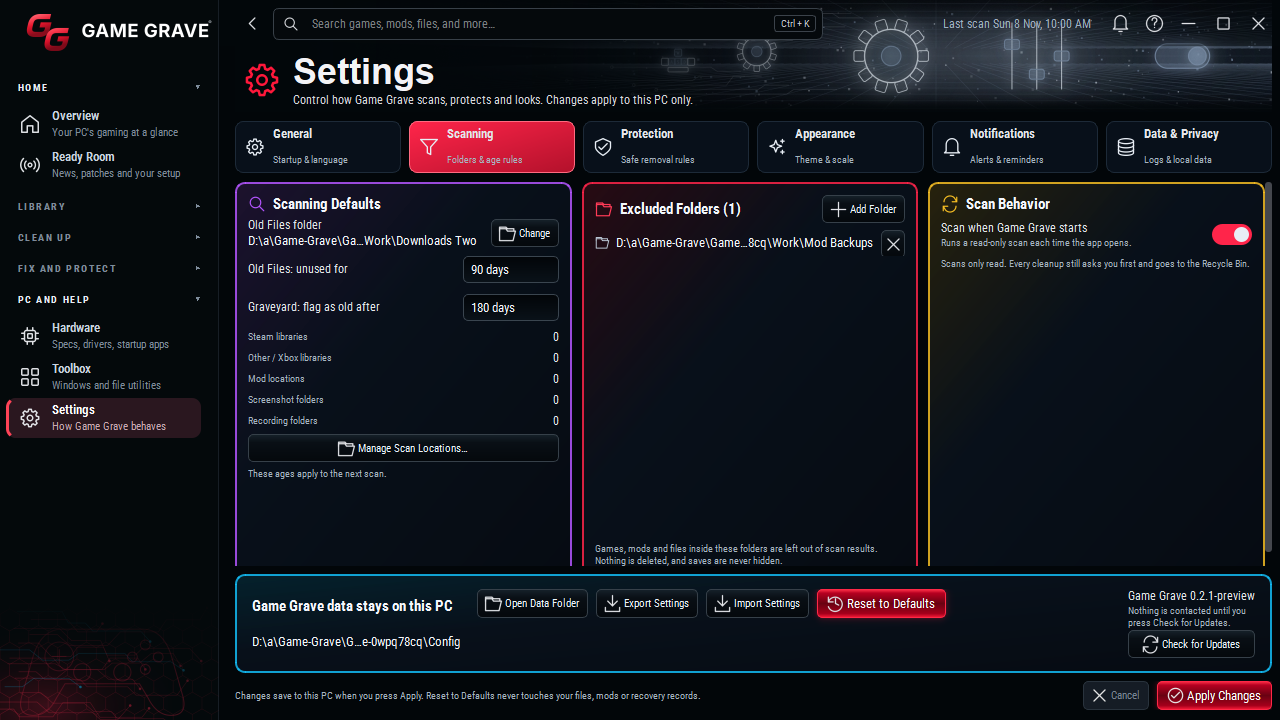 GAME GRAVE
Search games, mods, files, and more...
Ctrl + K
Last scan Sun 8 Nov, 10:00 AM
Settings
Control how Game Grave scans, protects and looks. Changes apply to this PC only.
HOME
Overview
Your PC's gaming at a glance
Ready Room
News, patches and your setup
LIBRARY
CLEAN UP
FIX AND PROTECT
PC AND HELP
Hardware
Specs, drivers, startup apps
Toolbox
Windows and file utilities
Settings
How Game Grave behaves
General
Startup & language
Scanning
Folders & age rules
Protection
Safe removal rules
Appearance
Theme & scale
Notifications
Alerts & reminders
Data & Privacy
Logs & local data
Scanning Defaults
Old Files folder
D:\a\Game-Grave\Ga...Work\Downloads Two
Change
Old Files: unused for
90 days
Graveyard: flag as old after
180 days
Steam libraries 0
Other / Xbox libraries 0
Mod locations 0
Screenshot folders 0
Recording folders 0
Manage Scan Locations...
These ages apply to the next scan.
Excluded Folders (1)
Add Folder
D:\a\Game-Grave\Game...8cq\Work\Mod Backups
Games, mods and files inside these folders are left out of scan results.
Nothing is deleted, and saves are never hidden.
Scan Behavior
Scan when Game Grave starts
Runs a read-only scan each time the app opens.
Scans only read. Every cleanup still asks you first and goes to the Recycle Bin.
Game Grave data stays on this PC
Open Data Folder
Export Settings
Import Settings
Reset to Defaults
D:\a\Game-Grave\G...e-0wpq78cq\Config
Game Grave 0.2.1-preview
Nothing is contacted until you
press Check for Updates.
Check for Updates
Changes save to this PC when you press Apply. Reset to Defaults never touches your files, mods or recovery records.
Cancel
Apply Changes